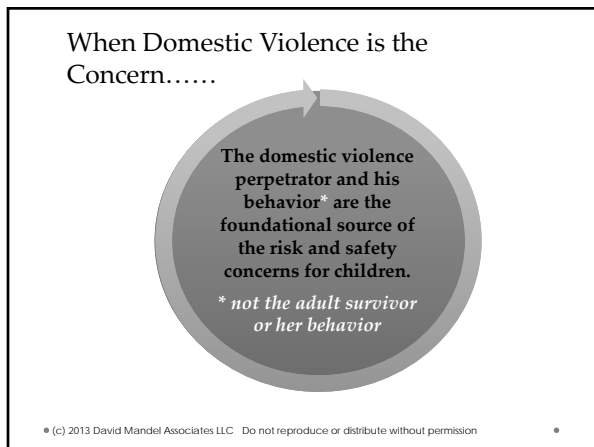 When Domestic Violence is the
Concern……
The domestic violence
perpetrator and his
behavior* are the
foundational source of
the risk and safety
concerns for children.
* not the adult survivor
or her behavior
• (c) 2013 David Mandel Associates LLC Do not reproduce or distribute without permission •